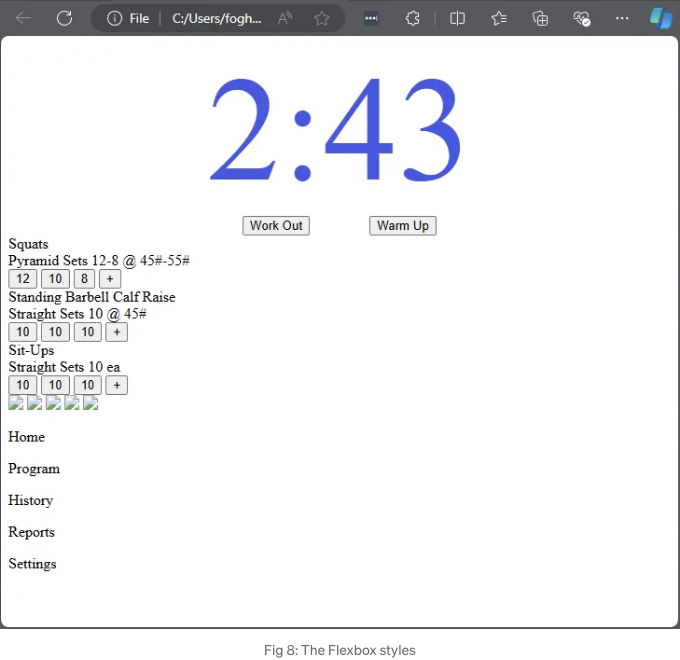 File C:/Users/fogh...
2:43
Work Out Warm Up
Squats
Pyramid Sets 12-8 @ 45#-55#
12 10 8 +
Standing Barbell Calf Raise
Straight Sets 10 @ 45#
10 10 10 +
Sit-Ups
Straight Sets 10 ea
10 10 10 +
Home
Program
History
Reports
Settings
Fig 8: The Flexbox styles